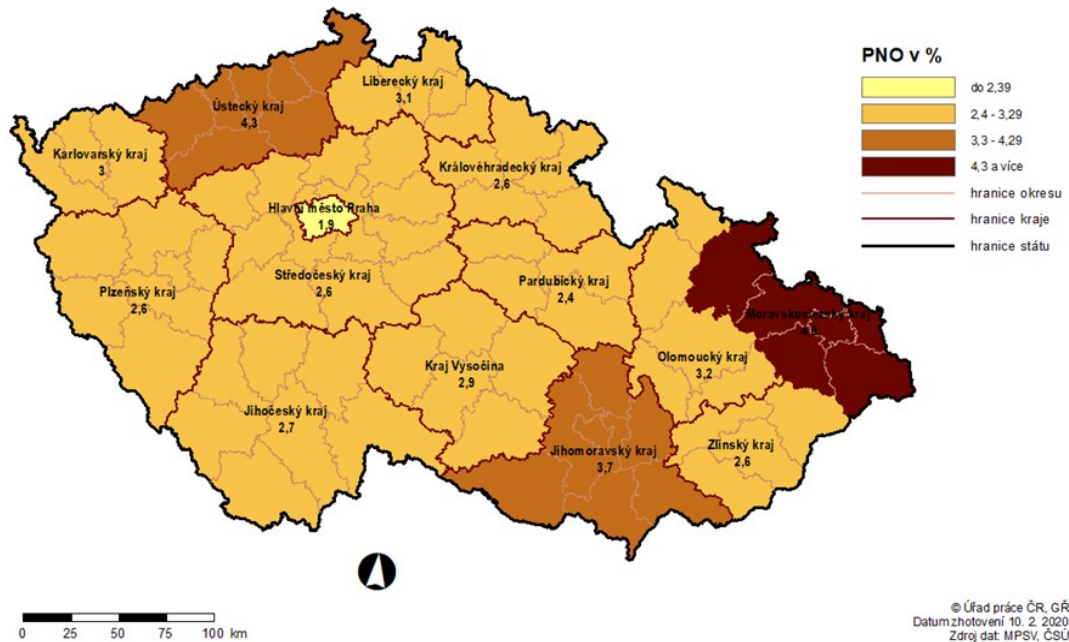 PNO v %
do 2,39
2,4 - 3,29
3,3 - 4,29
4,3 a více
hranice okresu
hranice kraje
hranice státu
Liberecký kraj
3,1
Ústecký kraj
4,3
Karlovarský kraj
3
Královéhradecký kraj
2,6
Hlavní město Praha
1,9
Středočeský kraj
2,6
Plzeňský kraj
2,6
Pardubický kraj
2,4
Moravskoslezský kraj
Olomoucký kraj
3,2
Kraj Vysočina
2,9
Jihočeský kraj
2,7
Jihomoravský kraj
3,7
Zlínský kraj
2,6
0 25 50 75 100 km
© Úřad práce ČR, GŘ
Datum zhotovení 10. 2. 2020
Zdroj dat: MPSV, ČSÚ